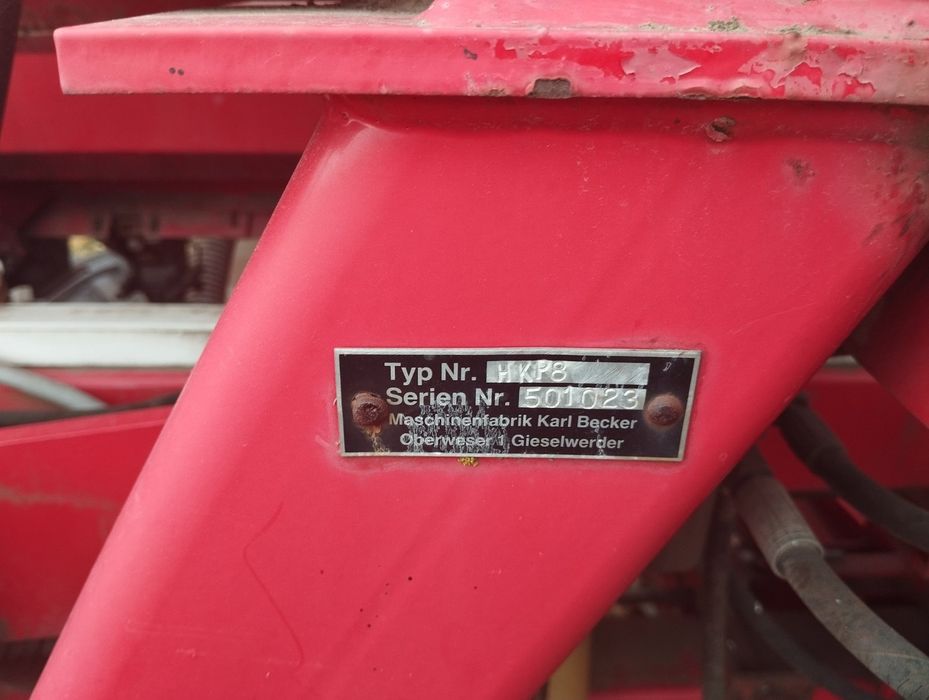 Typ Nr. HKP8
Serien Nr. 501023
Maschinenfabrik Karl Becker
Oberweser 1 Gieselwerder